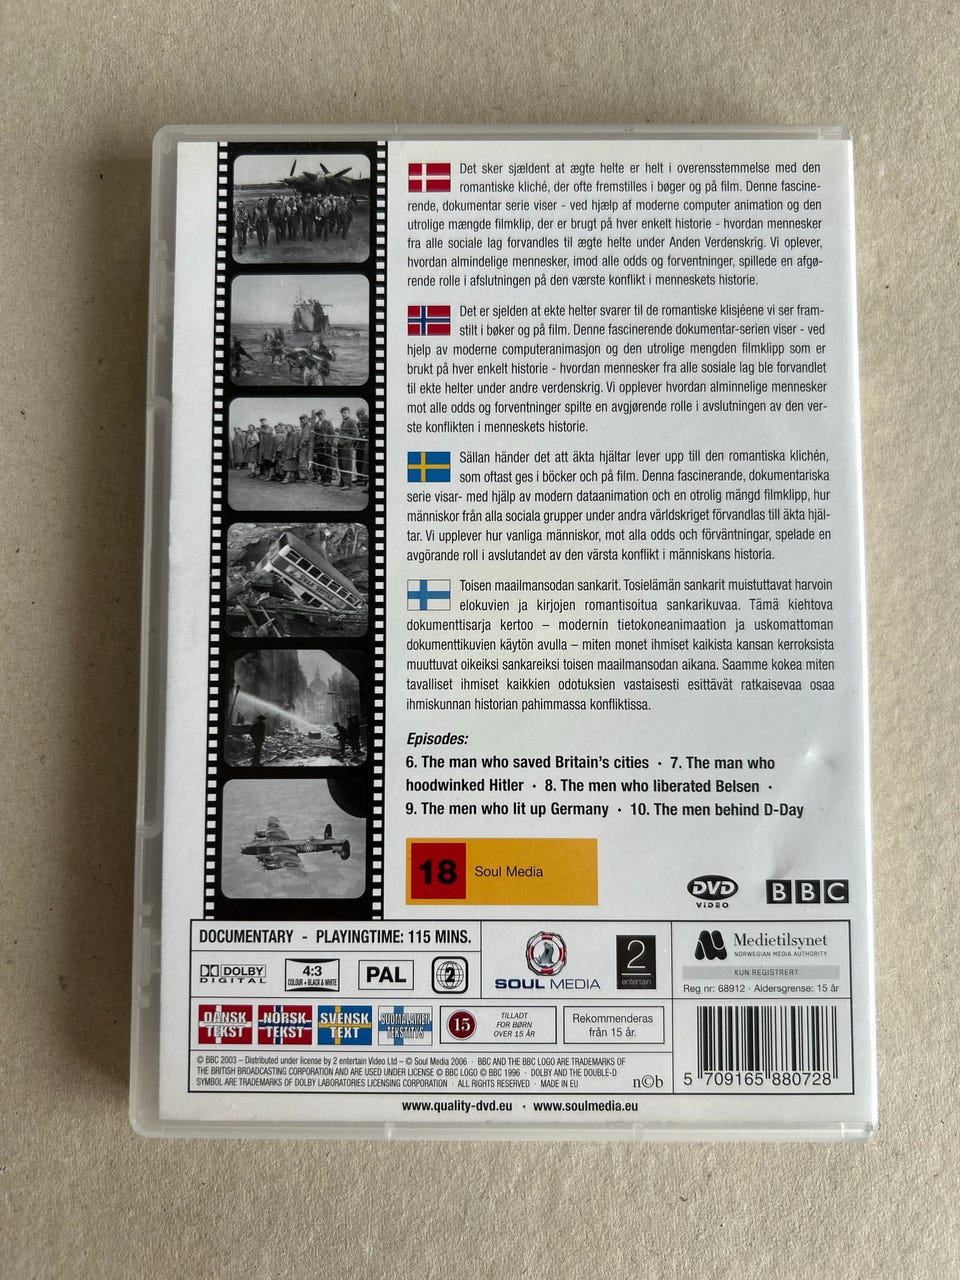 Det sker sjældent at ægte helte er helt i overensstemmelse med den
romantiske kliché, der ofte fremstilles i bøger og på film. Denne fascine-
rende, dokumentar serie viser - ved hjælp af moderne computer animation og den
utrolige mængde filmklip, der er brugt på hver enkelt historie - hvordan mennesker
fra alle sociale lag forvandles til ægte helte under Anden Verdenskrig. Vi oplever,
hvordan almindelige mennesker, imod alle odds og forventninger, spillede en afgø-
rende rolle i afslutningen på den værste konflikt i menneskets historie.
Det er sjelden at ekte helter svarer til de romantiske klisjéene vi ser fram-
stilt i bøker og på film. Denne fascinerende dokumentar-serien viser - ved
hjelp av moderne computeranimasjon og den utrolige mengden filmklipp som er
brukt på hver enkelt historie - hvordan mennesker fra alle sosiale lag ble forvandlet
til ekte helter under andre verdenskrig. Vi opplever hvordan alminnelige mennesker
mot alle odds og forventninger spilte en avgjørende rolle i avslutningen av den ver-
ste konflikten i menneskets historie.
Sällan händer det att äkta hjältar lever upp till den romantiska klichén,
som oftast ges i böcker och på film. Denna fascinerande, dokumentariska
serie visar- med hjälp av modern dataanimation och en otrolig mängd filmklipp, hur
människor från alla sociala grupper under andra världskriget förvandlas till äkta hjäl-
tar. Vi upplever hur vanliga människor, mot alla odds och förväntningar, spelade en
avgörande roll i avslutandet av den värsta konflikt i människans historia.
Toisen maailmansodan sankarit. Tosielämän sankarit muistuttavat harvoin
elokuvien ja kirjojen romantisoitua sankarikuvaa. Tämä kiehtova
dokumenttisarja kertoo – modernin tietokoneanimaation ja uskomattoman
dokumenttikuvien käytön avulla – miten monet ihmiset kaikista kansan kerroksista
muuttuvat oikeiksi sankareiksi toisen maailmansodan aikana. Saamme kokea miten
tavalliset ihmiset kaikkien odotuksien vastaisesti esittävät ratkaisevaa osaa
ihmiskunnan historian pahimmassa konfliktissa.
Episodes:
6. The man who saved Britain's cities · 7. The man who
hoodwinked Hitler · 8. The men who liberated Belsen ·
9. The men who lit up Germany · 10. The men behind D-Day
18 Soul Media
DVD
VIDEO
BBC
DOCUMENTARY - PLAYINGTIME: 115 MINS.
DOLBY
DIGITAL
4:3
COLOUR + BLACK & WHITE
PAL
2
SOUL MEDIA
2
entertain
Medietilsynet
NORWEGIAN MEDIA AUTHORITY
KUN REGISTRERT
Reg nr: 68912 · Aldersgrense: 15 år
DANSK
TEKST
NORSK
TEKST
SVENSK
TEXT
SUOMALAINEN
TEKSTITYS
15
TILLADT
FOR BØRN
OVER 15 ÅR
Rekommenderas
från 15 år.
© BBC 2003 – Distributed under license by 2 entertain Video Ltd – © Soul Media 2006 · BBC AND THE BBC LOGO ARE TRADEMARKS OF
THE BRITISH BROADCASTING CORPORATION AND ARE USED UNDER LICENSE © BBC LOGO © BBC 1996 · DOLBY AND THE DOUBLE-D
SYMBOL ARE TRADEMARKS OF DOLBY LABORATORIES LICENSING CORPORATION · ALL RIGHTS RESERVED · MADE IN EU
n©b
5 709165 880728
www.quality-dvd.eu · www.soulmedia.eu